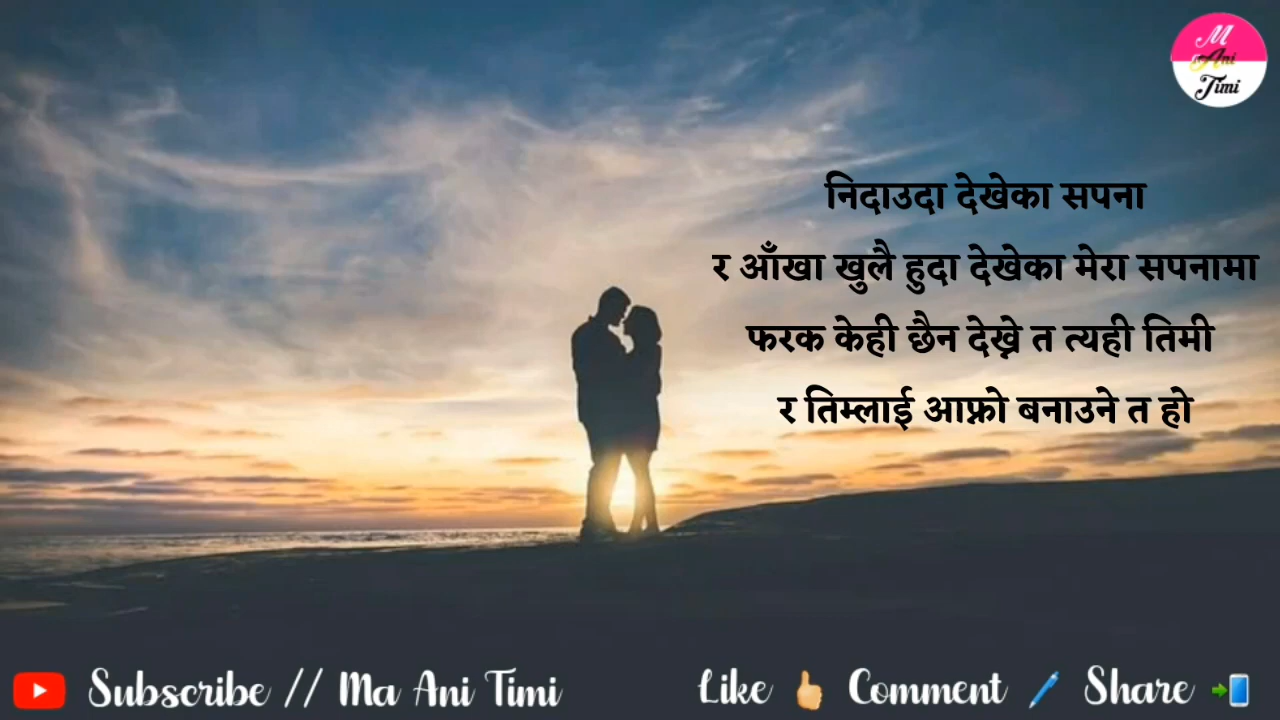 M
Ani
Timi
निदाउदा देखेका सपना
र आँखा खुलै हुदा देखेका मेरा सपनामा
फरक केही छैन देख्ने त त्यही तिमी
र तिम्लाई आफ्नो बनाउने त हो
Subscribe // Ma Ani Timi
Like Comment Share